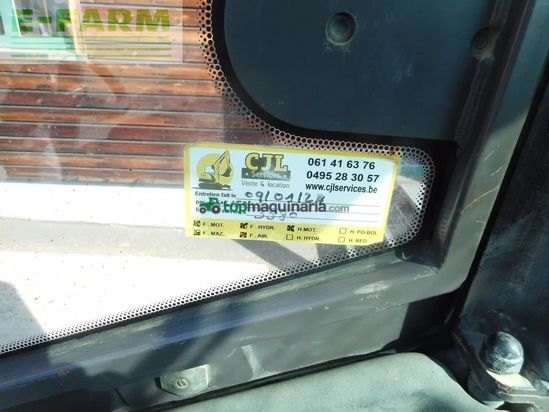 E-FARM
CJL
Services
Vente & location
061 41 63 76
0495 28 30 57
www.cjlservices.be
Entretien fait le
topmaquinaria.com
F. MOT. F. HYDR. H.MOT. H. PO-BOL
F. MAZ. F. AIR. H. HYDR. H. RED.